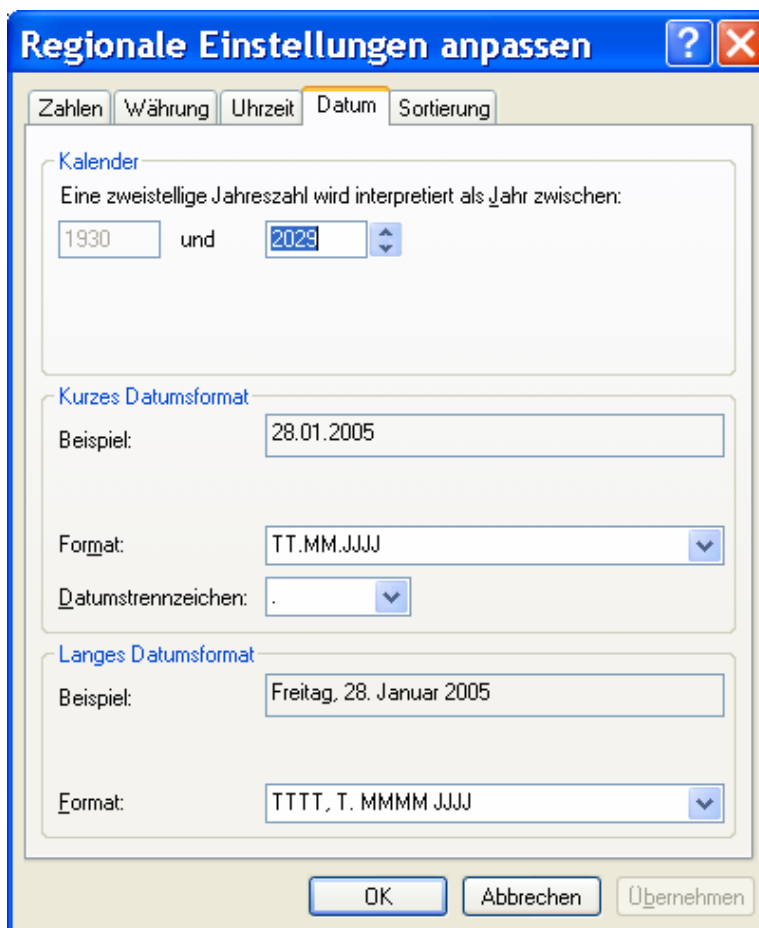 Regionale Einstellungen anpassen ?
Zahlen Währung Uhrzeit Datum Sortierung
Kalender
Eine zweistellige Jahreszahl wird interpretiert als Jahr zwischen:
1930 und 2029
Kurzes Datumsformat
Beispiel: 28.01.2005
Format: TT.MM.JJJJ
Datumstrennzeichen: .
Langes Datumsformat
Beispiel: Freitag, 28. Januar 2005
Format: TTTT, T. MMMM JJJJ
OK Abbrechen Übernehmen